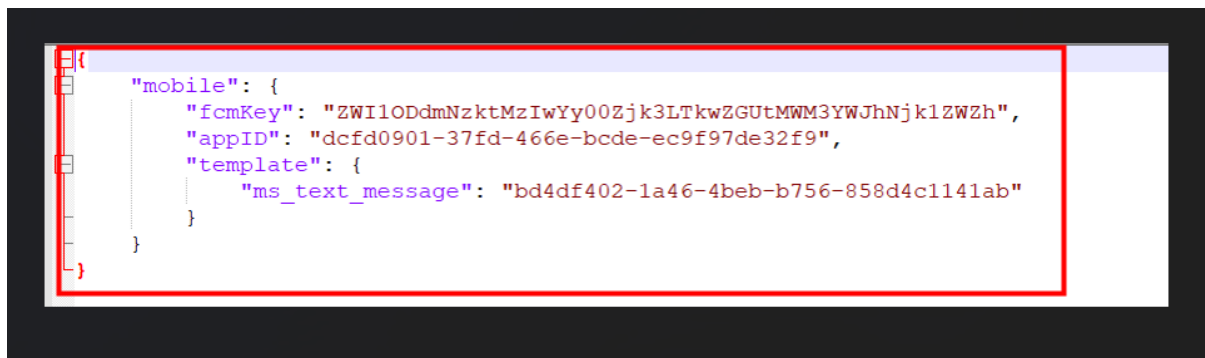 {
"mobile": {
"fcmKey": "ZWI1ODdmNzktMzIwYy00Zjk3LTkwZGUtMWM3YWJhNjk1ZWZh",
"appID": "dcfd0901-37fd-466e-bcde-ec9f97de32f9",
"template": {
"ms_text_message": "bd4df402-1a46-4beb-b756-858d4c1141ab"
}
}
}